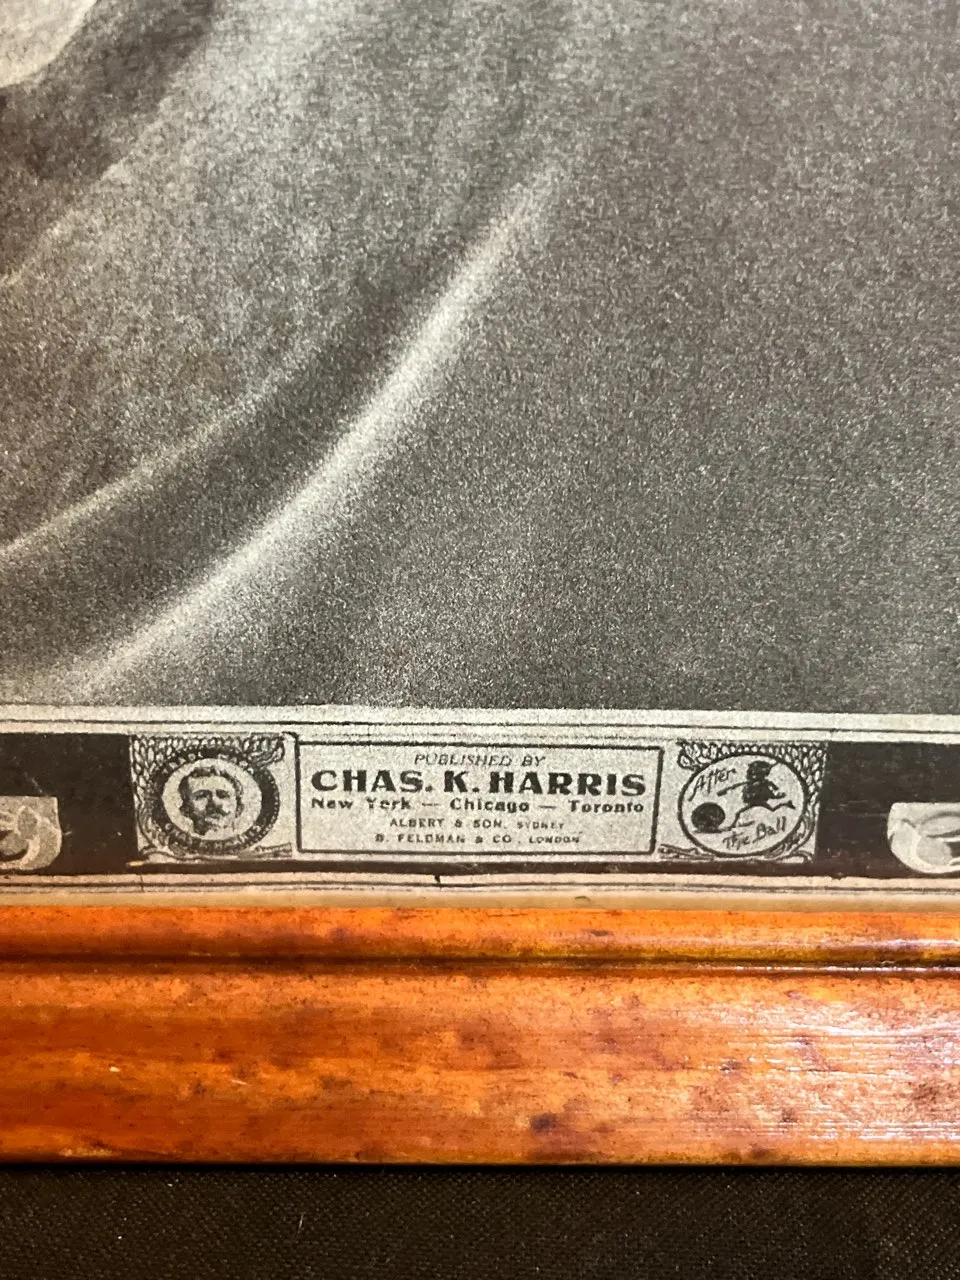 PUBLISHED BY
CHAS. K. HARRIS
New York — Chicago — Toronto
ALBERT & SON, SYDNEY
B. FELDMAN & CO, LONDON
After
The Ball